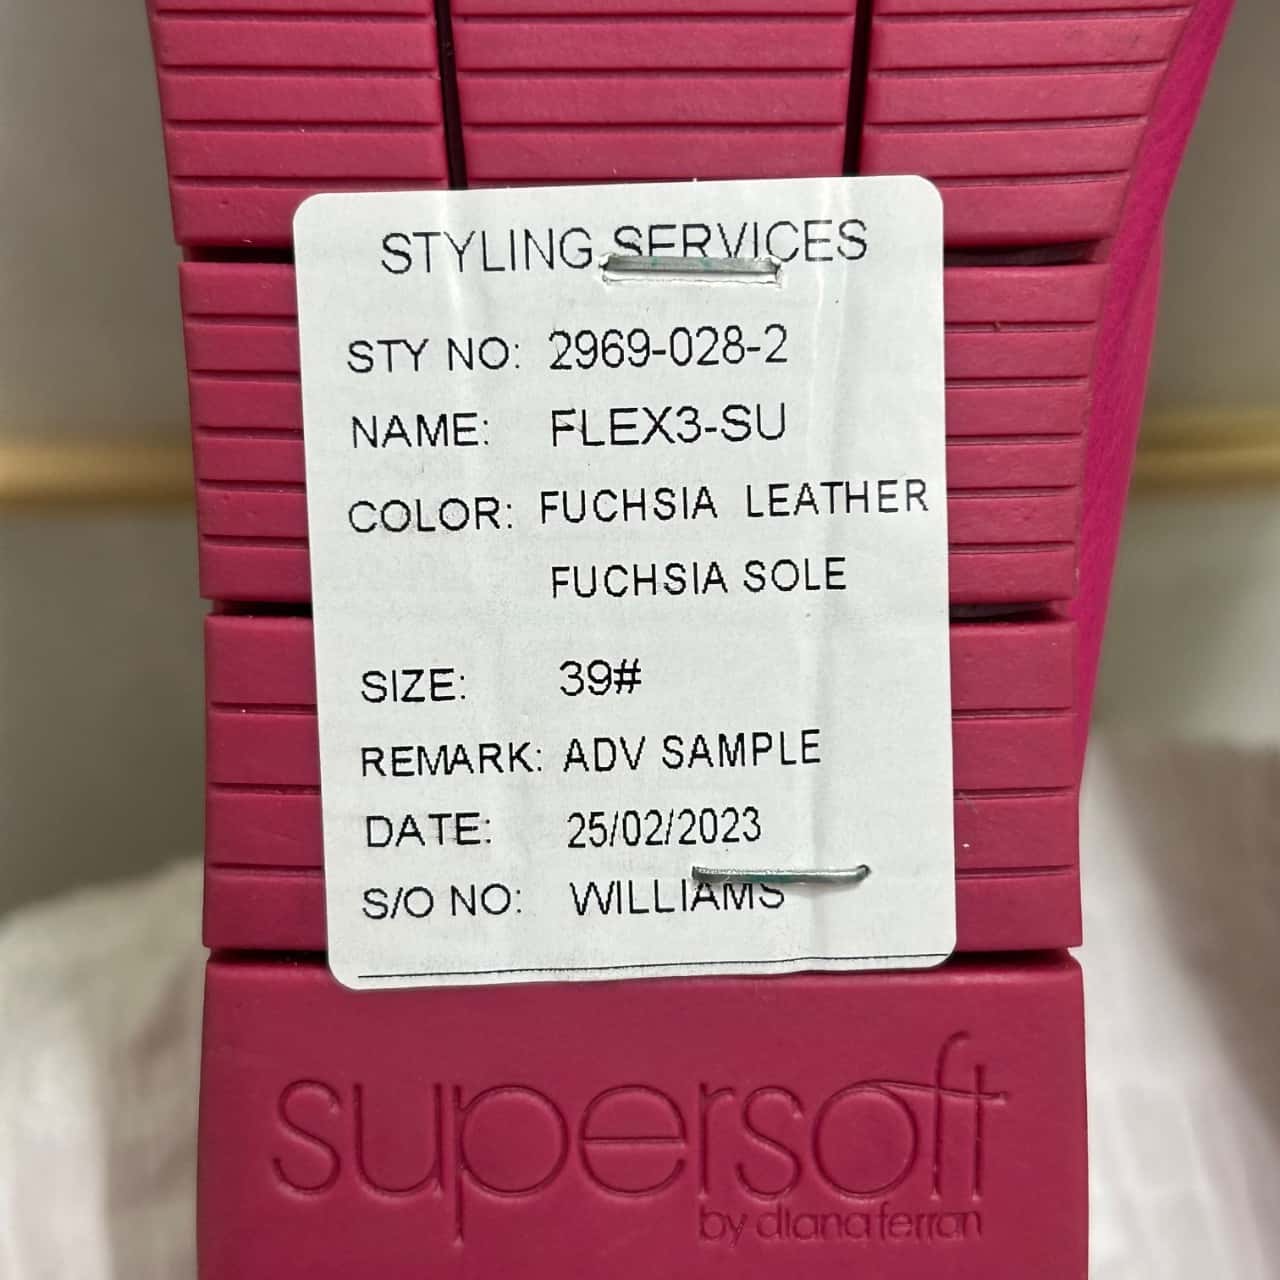 STYLING SERVICES
STY NO: 2969-028-2
NAME: FLEX3-SU
COLOR: FUCHSIA LEATHER
FUCHSIA SOLE
SIZE: 39#
REMARK: ADV SAMPLE
DATE: 25/02/2023
S/O NO: WILLIAMS
supersoft
by diana ferran